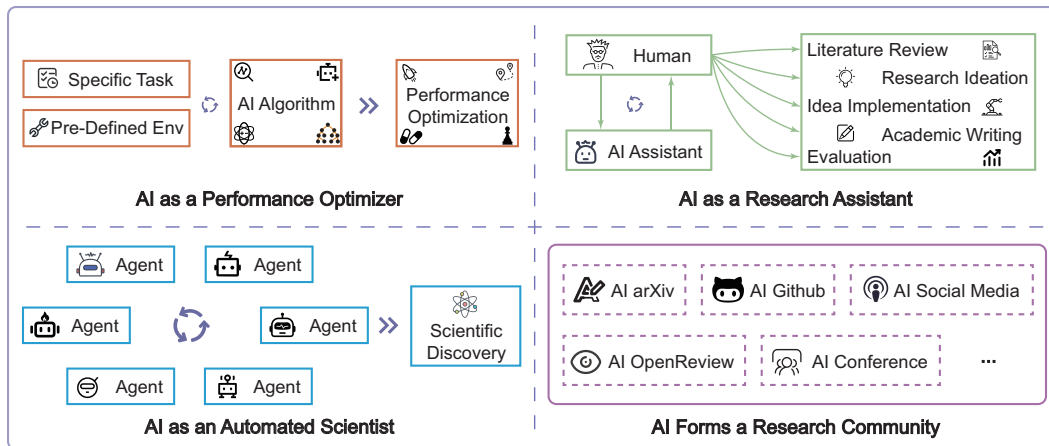 Specific Task
Pre-Defined Env
AI Algorithm
Performance
Optimization
AI as a Performance Optimizer
Human
AI Assistant
Literature Review
Research Ideation
Idea Implementation
Academic Writing
Evaluation
AI as a Research Assistant
Agent
Agent
Agent
Agent
Agent
Agent
Scientific
Discovery
AI as an Automated Scientist
AI arXiv
AI Github
AI Social Media
AI OpenReview
AI Conference
...
AI Forms a Research Community